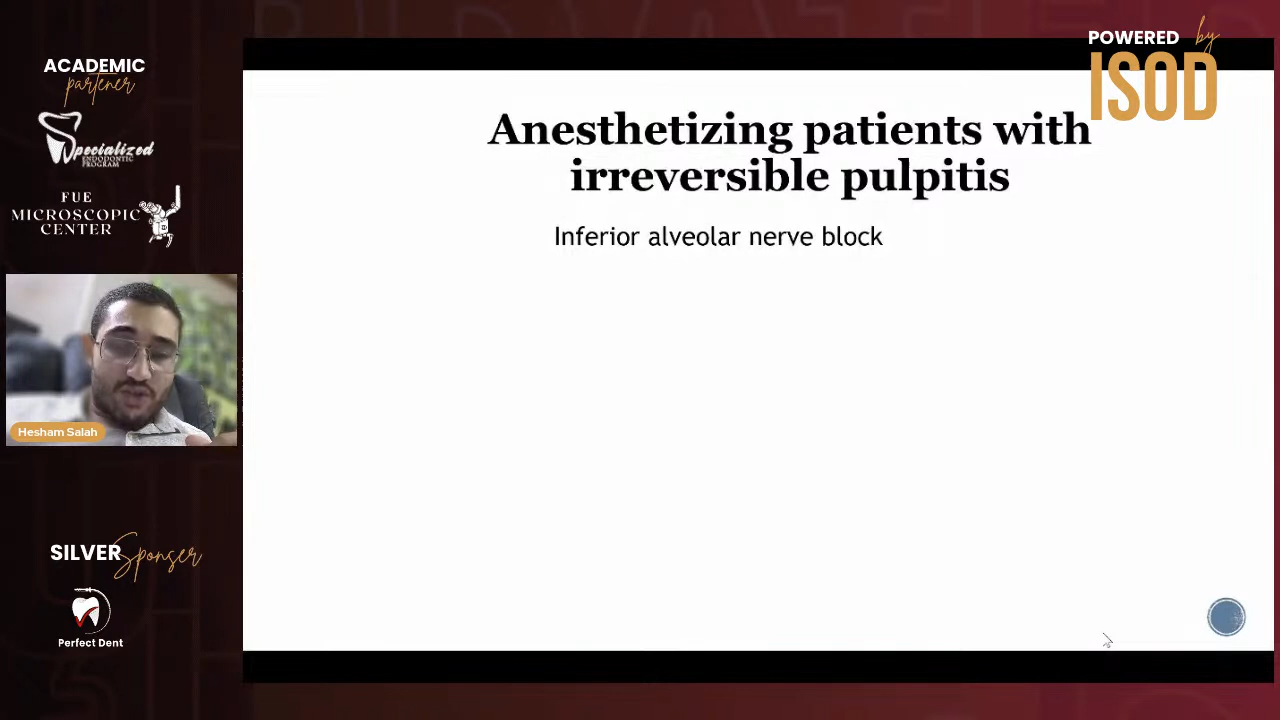 ACADEMIC
partener
Specialized
ENDODONTIC
PROGRAM
FUE
MICROSCOPIC
CENTER
Hesham Salah
SILVER Sponser
Perfect Dent
POWERED by
ISOD
Anesthetizing patients with
irreversible pulpitis
Inferior alveolar nerve block